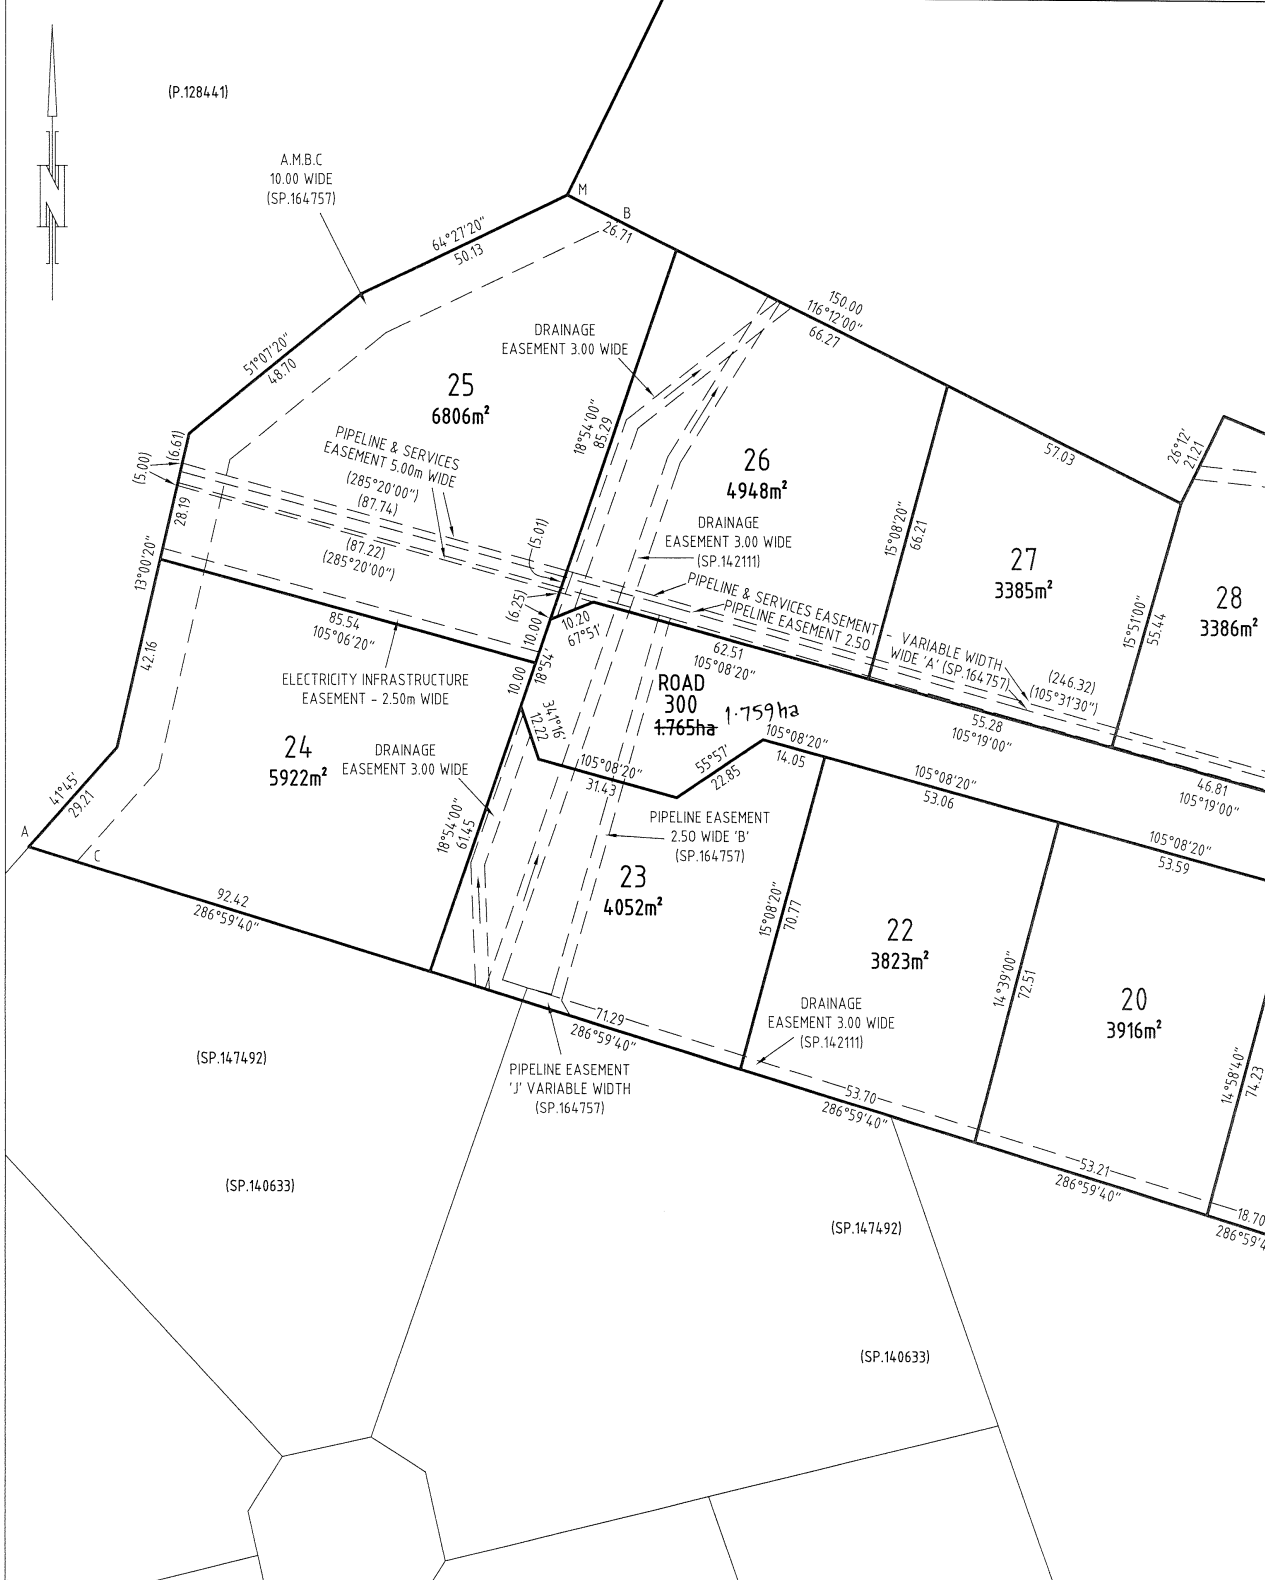 (P.128441)
A.M.B.C
10.00 WIDE
(SP.164757)
N
M
B
26.71
64°27'20"
50.13
51°07'20"
48.70
150.00
116°12'00"
66.27
DRAINAGE
EASEMENT 3.00 WIDE
25
6806m²
18°54'00"
85.29
PIPELINE & SERVICES
EASEMENT 5.00m WIDE
(285°20'00")
(87.74)
(87.22)
(285°20'00")
(5.00)
(6.61)
28.19
13°00'20"
42.16
26
4948m²
DRAINAGE
EASEMENT 3.00 WIDE
(SP.142111)
57.03
26°12'
21.21
15°08'20"
66.21
27
3385m²
28
3386m²
15°51'00"
55.44
(5.01)
(6.25)
10.00
10.20
67°51'
PIPELINE & SERVICES EASEMENT - VARIABLE WIDTH
PIPELINE EASEMENT 2.50 WIDE 'A' (SP.164757)
(246.32)
(105°31'30")
62.51
105°08'20"
55.28
105°19'00"
46.81
105°19'00"
85.54
105°06'20"
10.00
18°54'
ELECTRICITY INFRASTRUCTURE
EASEMENT - 2.50m WIDE
ROAD
300
1.765ha
1.759ha
341°16'
12.22
24
5922m²
DRAINAGE
EASEMENT 3.00 WIDE
105°08'20"
31.43
55°57'
22.85
105°08'20"
14.05
105°08'20"
53.06
105°08'20"
53.59
41°45'
29.21
A
C
18°54'00"
61.45
PIPELINE EASEMENT
2.50 WIDE 'B'
(SP.164757)
23
4052m²
92.42
286°59'40"
15°08'20"
70.77
22
3823m²
14°39'00"
72.51
20
3916m²
DRAINAGE
EASEMENT 3.00 WIDE
(SP.142111)
71.29
286°59'40"
14°58'40"
74.23
(SP.147492)
PIPELINE EASEMENT
'J' VARIABLE WIDTH
(SP.164757)
53.70
286°59'40"
53.21
286°59'40"
18.70
286°59'4
(SP.140633)
(SP.147492)
(SP.140633)